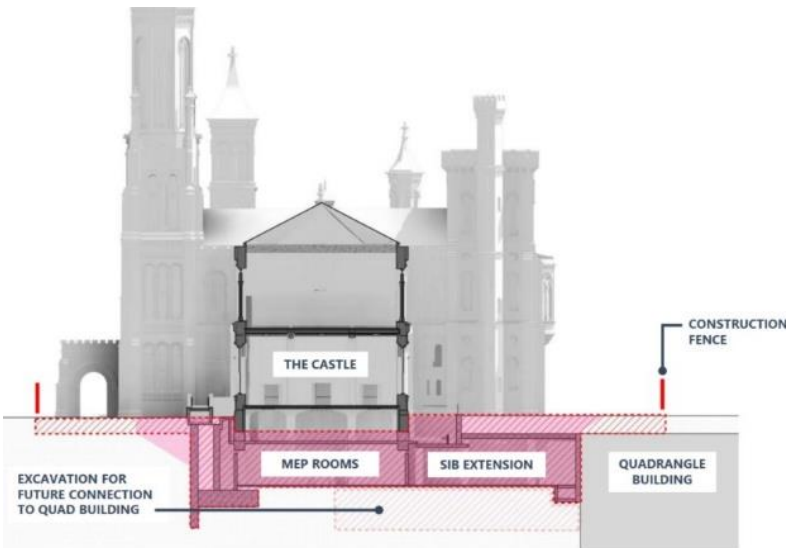 CONSTRUCTION
FENCE
THE CASTLE
MEP ROOMS
SIB EXTENSION
QUADRANGLE
BUILDING
EXCAVATION FOR
FUTURE CONNECTION
TO QUAD BUILDING